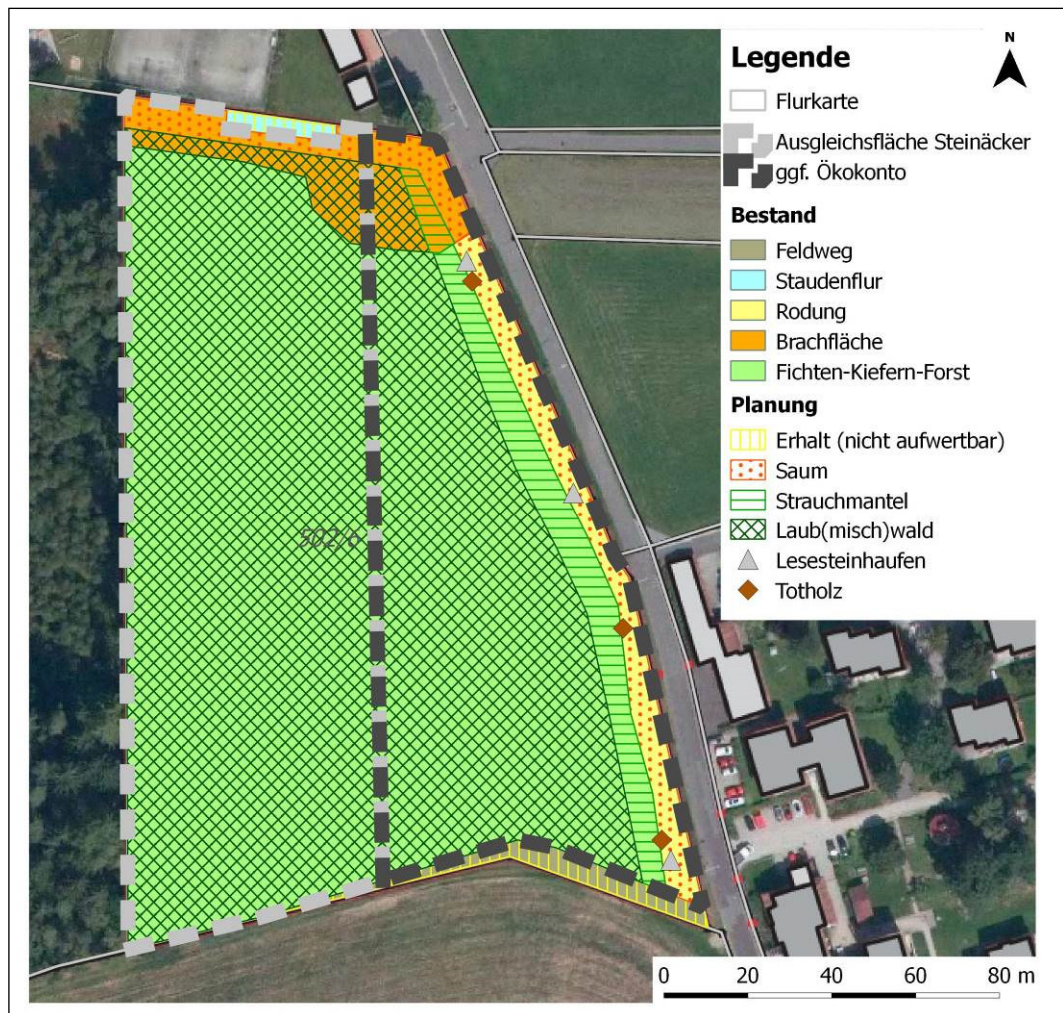 N
Legende
Flurkarte
Ausgleichsfläche Steinäcker
ggf. Ökokonto
Bestand
Feldweg
Staudenflur
Rodung
Brachfläche
Fichten-Kiefern-Forst
Planung
Erhalt (nicht aufwertbar)
Saum
Strauchmantel
Laub(misch)wald
Lesesteinhaufen
Totholz
502/6
0 20 40 60 80 m